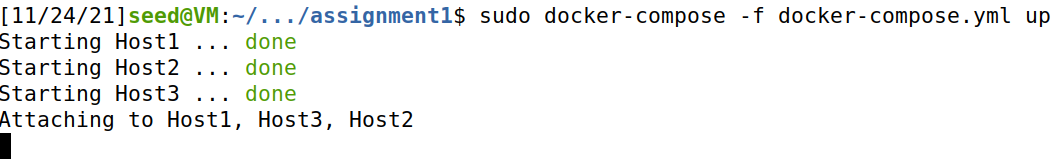 [11/24/21]seed@VM:~/.../assignment1$ sudo docker-compose -f docker-compose.yml up
Starting Host1 ... done
Starting Host2 ... done
Starting Host3 ... done
Attaching to Host1, Host3, Host2